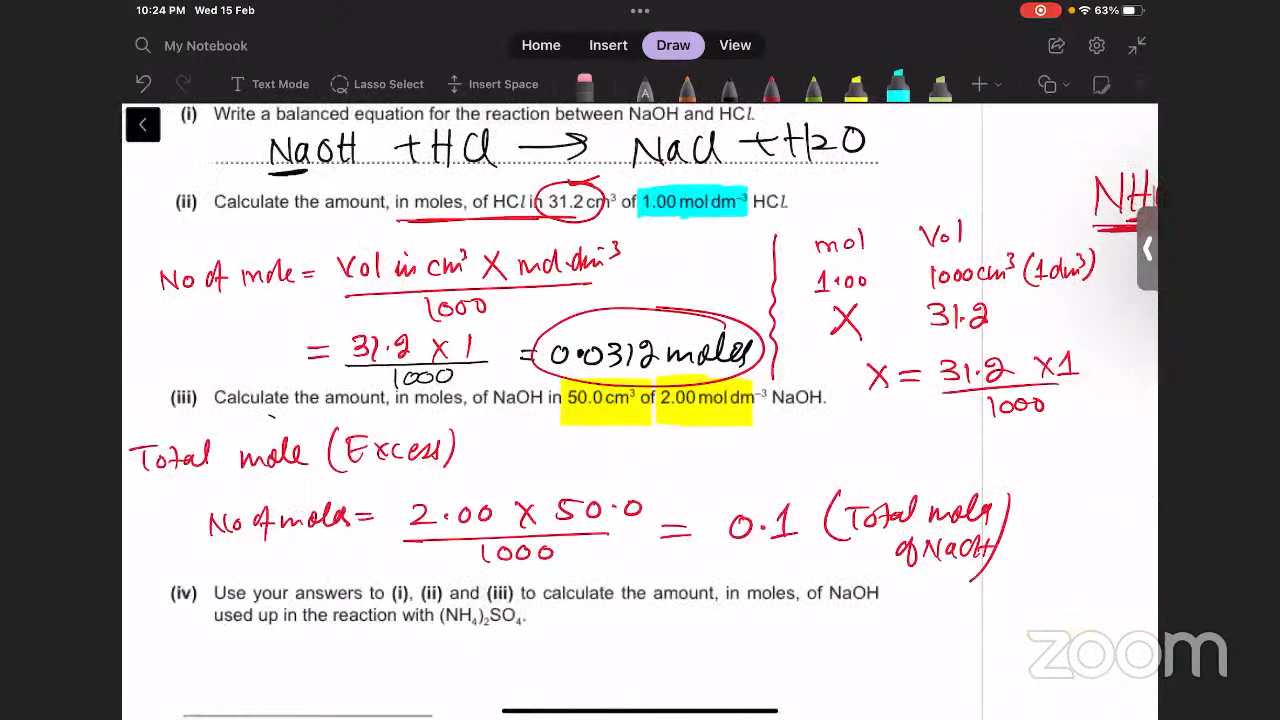 10:24 PM Wed 15 Feb
63%
My Notebook
Home Insert Draw View
Text Mode Lasso Select Insert Space
(i) Write a balanced equation for the reaction between NaOH and HCl.
NaOH + HCl → NaCl + H2O
(ii) Calculate the amount, in moles, of HCl in 31.2 cm³ of 1.00 mol dm⁻³ HCl.
No of mole = Vol in cm³ X mol dm⁻³
1000
= 31.2 X 1
1000
= 0.0312 moles
mol Vol
1.00 1000cm³ (1dm³)
X 31.2
X = 31.2 X 1
1000
(iii) Calculate the amount, in moles, of NaOH in 50.0 cm³ of 2.00 mol dm⁻³ NaOH.
Total mole (Excess)
No of moles = 2.00 X 50.0
1000
= 0.1 (Total moles
of NaOH)
(iv) Use your answers to (i), (ii) and (iii) to calculate the amount, in moles, of NaOH
used up in the reaction with (NH₄)₂SO₄.
zoom